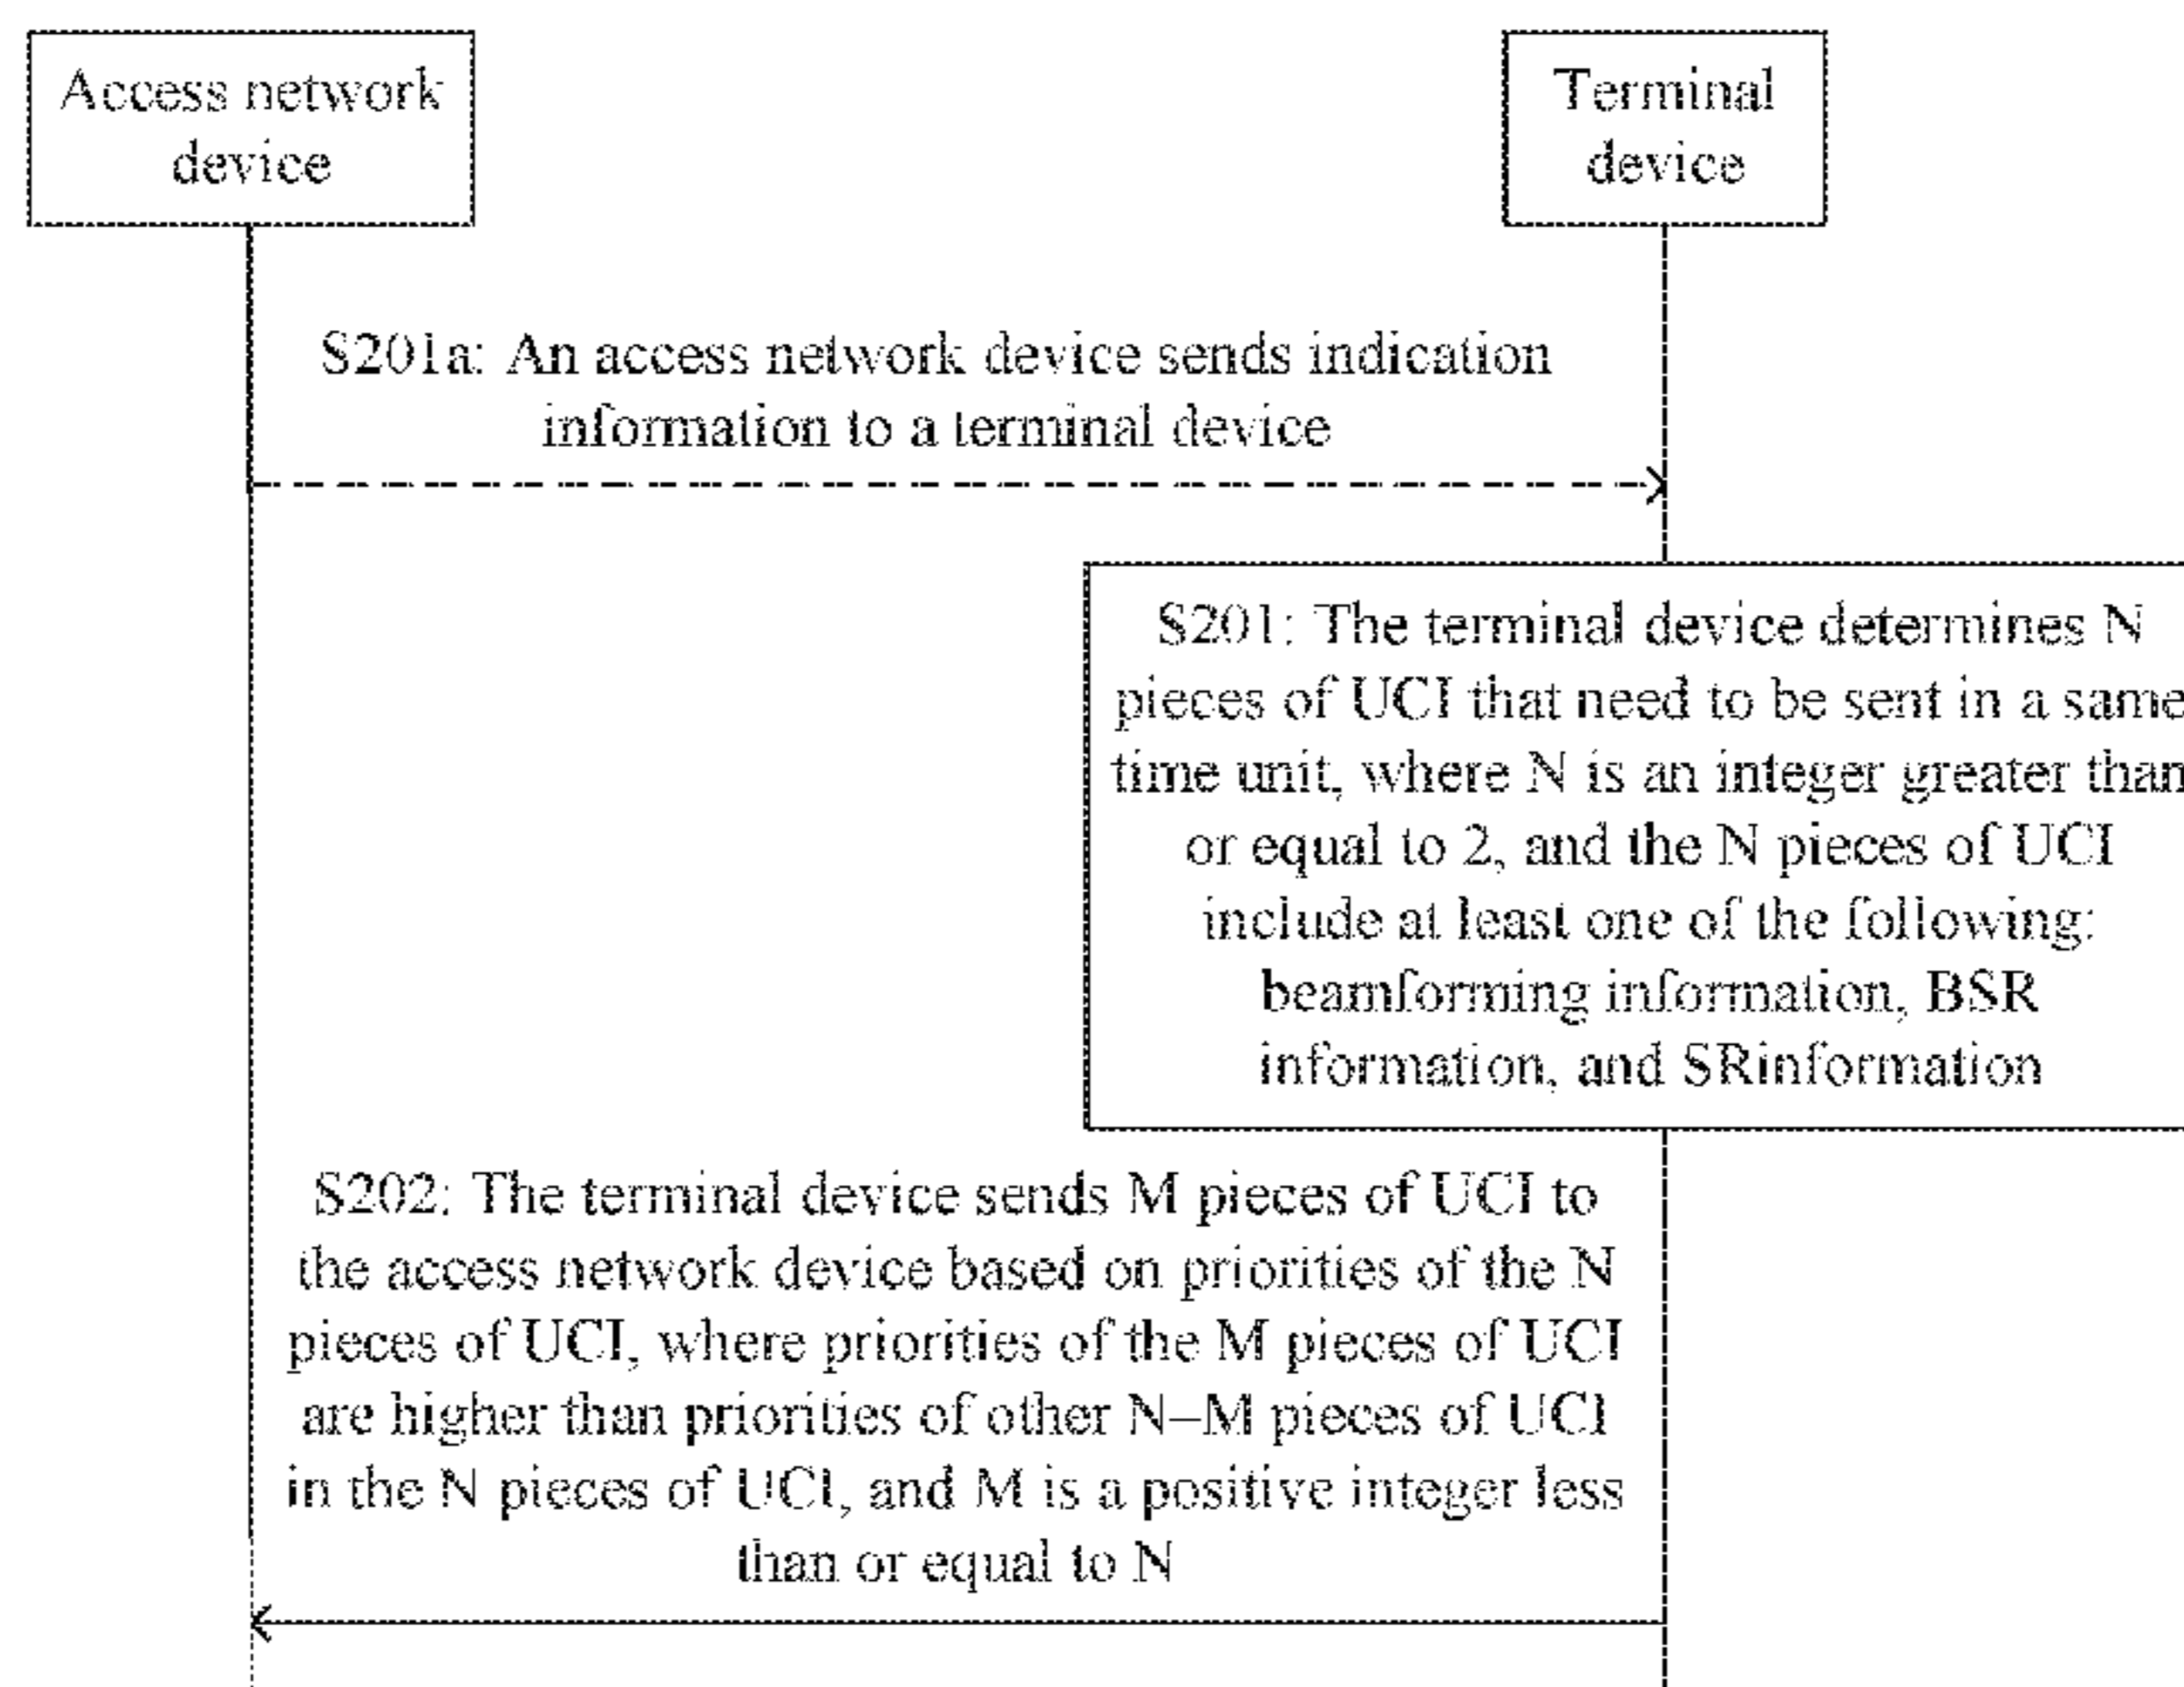 Access network
device
Terminal
device
S201a: An access network device sends indication
information to a terminal device
S201: The terminal device determines N
pieces of UCI that need to be sent in a same
time unit, where N is an integer greater than
or equal to 2, and the N pieces of UCI
include at least one of the following:
beamforming information, BSR
information, and SRinformation
S202: The terminal device sends M pieces of UCI to
the access network device based on priorities of the N
pieces of UCI, where priorities of the M pieces of UCI
are higher than priorities of other N–M pieces of UCI
in the N pieces of UCI, and M is a positive integer less
than or equal to N